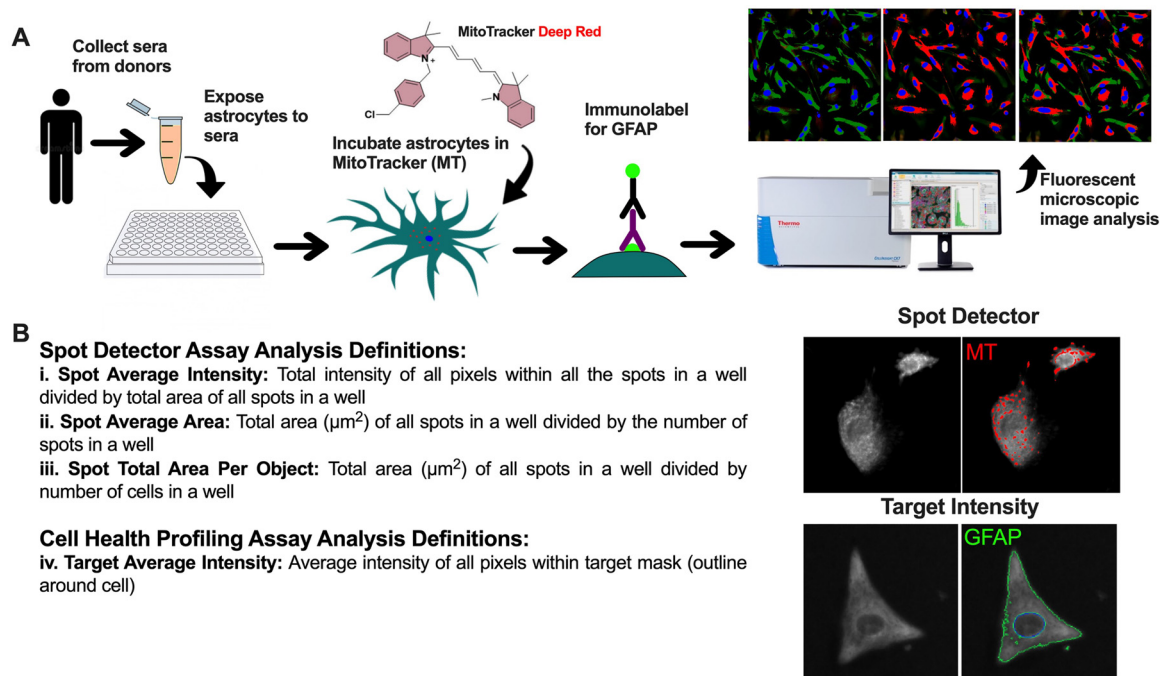 A
Collect sera
from donors
Expose
astrocytes to
sera
MitoTracker Deep Red
N
+
N
Cl
Incubate astrocytes in
MitoTracker (MT)
Immunolabel
for GFAP
Thermo
Fluorescent
microscopic
image analysis
B
Spot Detector Assay Analysis Definitions:
i. Spot Average Intensity: Total intensity of all pixels within all the spots in a well
divided by total area of all spots in a well
ii. Spot Average Area: Total area (µm²) of all spots in a well divided by the number of
spots in a well
iii. Spot Total Area Per Object: Total area (µm²) of all spots in a well divided by
number of cells in a well
Cell Health Profiling Assay Analysis Definitions:
iv. Target Average Intensity: Average intensity of all pixels within target mask (outline
around cell)
Spot Detector
MT
Target Intensity
GFAP